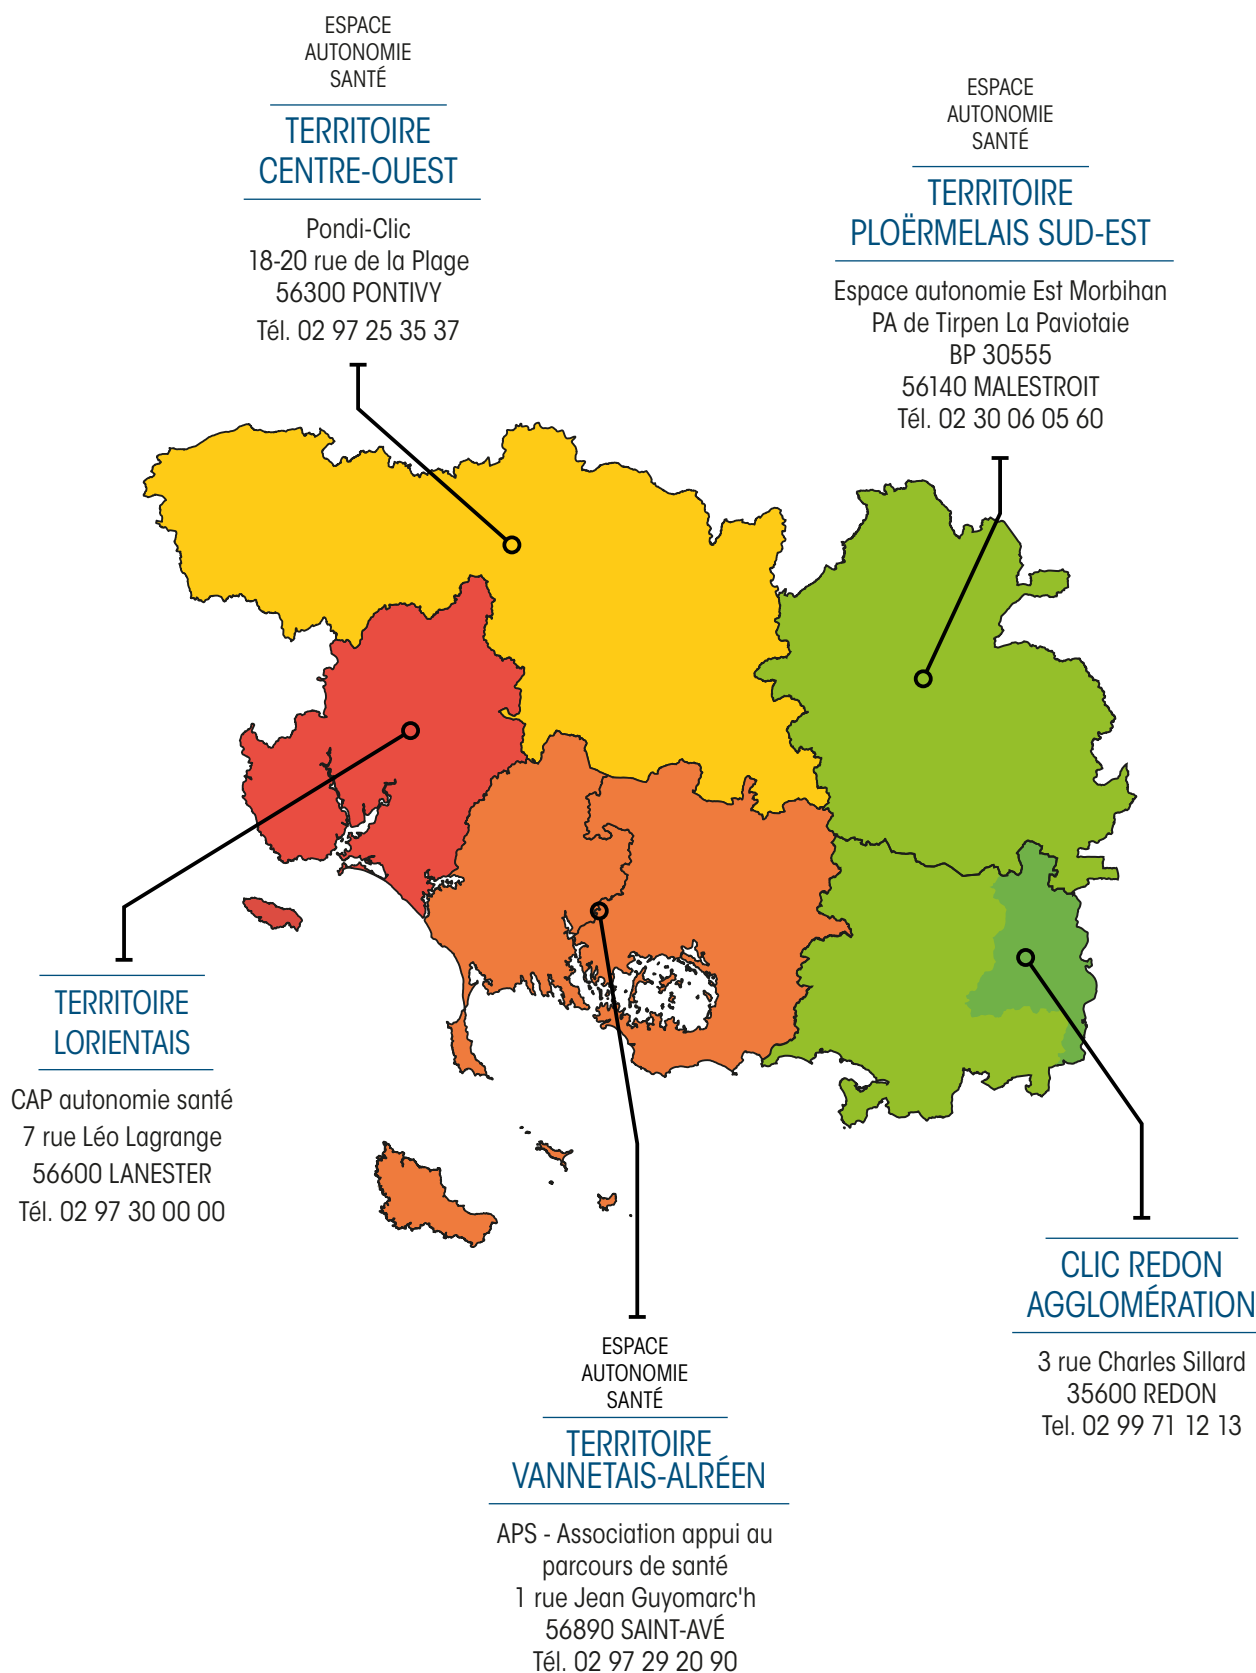 ESPACE
AUTONOMIE
SANTÉ
TERRITOIRE
CENTRE-OUEST
Pondi-Clic
18-20 rue de la Plage
56300 PONTIVY
Tél. 02 97 25 35 37
ESPACE
AUTONOMIE
SANTÉ
TERRITOIRE
PLOËRMELAIS SUD-EST
Espace autonomie Est Morbihan
PA de Tirpen La Paviotaie
BP 30555
56140 MALESTROIT
Tél. 02 30 06 05 60
TERRITOIRE
LORIENTAIS
CAP autonomie santé
7 rue Léo Lagrange
56600 LANESTER
Tél. 02 97 30 00 00
CLIC REDON
AGGLOMÉRATION
3 rue Charles Sillard
35600 REDON
Tel. 02 99 71 12 13
ESPACE
AUTONOMIE
SANTÉ
TERRITOIRE
VANNETAIS-ALRÉEN
APS - Association appui au
parcours de santé
1 rue Jean Guyomarc'h
56890 SAINT-AVÉ
Tél. 02 97 29 20 90